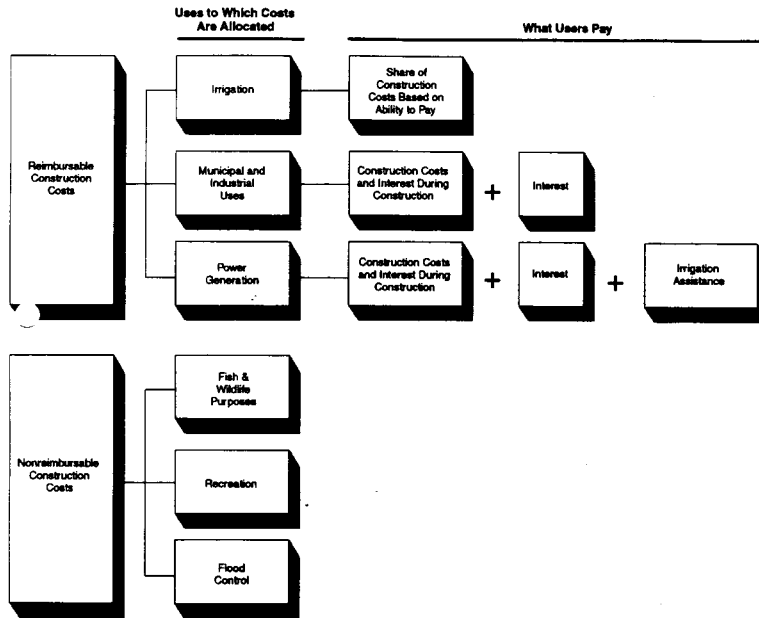 Uses to Which Costs
Are Allocated
What Users Pay
Reimbursable
Construction
Costs
Irrigation
Share of
Construction
Costs Based on
Ability to Pay
Municipal and
Industrial
Uses
Construction Costs
and Interest During
Construction
+
Interest
Power
Generation
Construction Costs
and Interest During
Construction
+
Interest
+
Irrigation
Assistance
Nonreimbursable
Construction
Costs
Fish &
Wildlife
Purposes
Recreation
Flood
Control